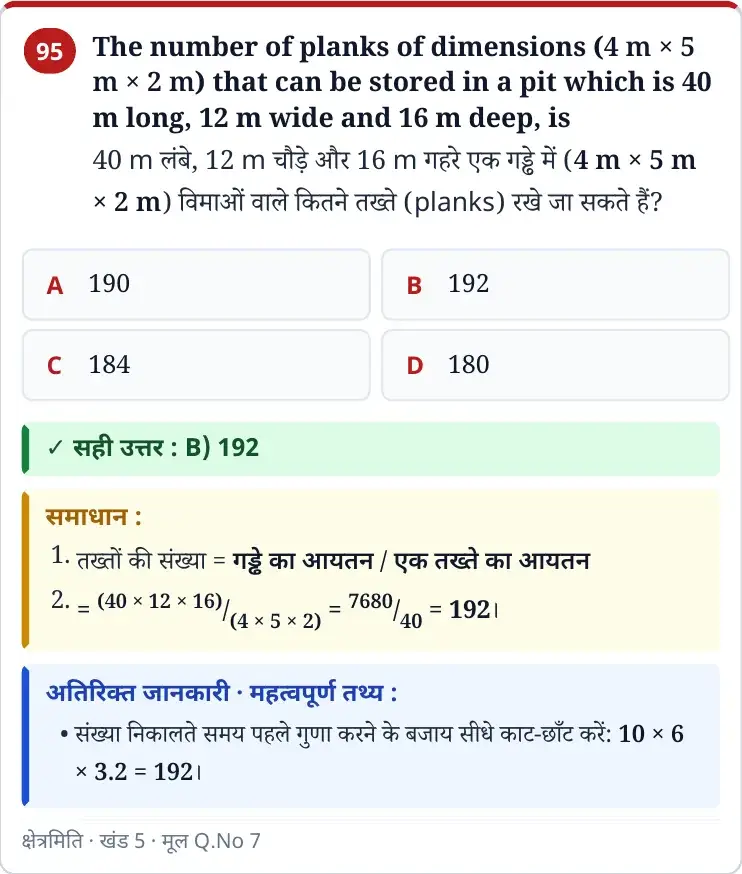 95
The number of planks of dimensions (4 m × 5
m × 2 m) that can be stored in a pit which is 40
m long, 12 m wide and 16 m deep, is
40 m लंबे, 12 m चौड़े और 16 m गहरे एक गड्ढे में (4 m × 5 m
× 2 m) विमाओं वाले कितने तख्ते (planks) रखे जा सकते हैं?
A 190
B 192
C 184
D 180
✓ सही उत्तर : B) 192
समाधान :
1. तख्तों की संख्या = गड्ढे का आयतन / एक तख्ते का आयतन
2. = (40 × 12 × 16)/(4 × 5 × 2) = 7680/40 = 192।
अतिरिक्त जानकारी · महत्वपूर्ण तथ्य :
• संख्या निकालते समय पहले गुणा करने के बजाय सीधे काट-छाँट करें: 10 × 6
× 3.2 = 192।
क्षेत्रमिति · खंड 5 · मूल Q.No 7